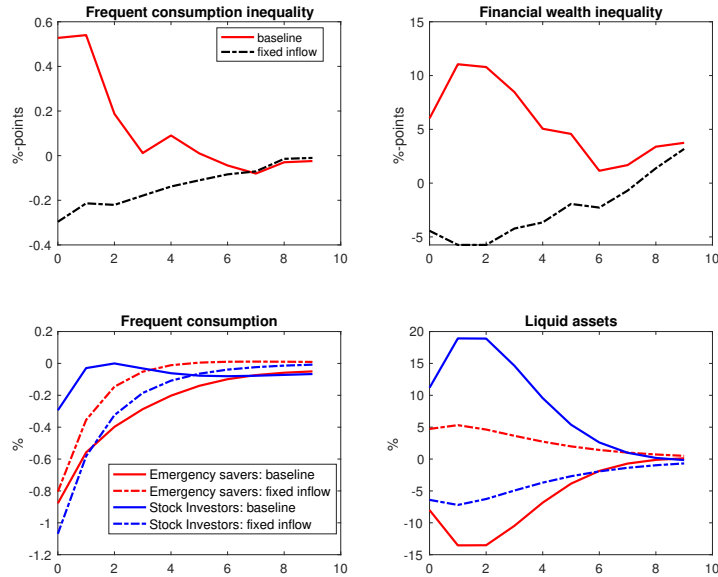 Frequent consumption inequality
0.6
0.4
0.2
0
-0.2
-0.4
%-points
baseline
fixed inflow
0 2 4 6 8 10
Financial wealth inequality
15
10
5
0
-5
%-points
0 2 4 6 8 10
Frequent consumption
0.2
0
-0.2
-0.4
-0.6
-0.8
-1
-1.2
%
Emergency savers: baseline
Emergency savers: fixed inflow
Stock Investors: baseline
Stock Investors: fixed inflow
0 2 4 6 8 10
Liquid assets
20
15
10
5
0
-5
-10
-15
%
0 2 4 6 8 10